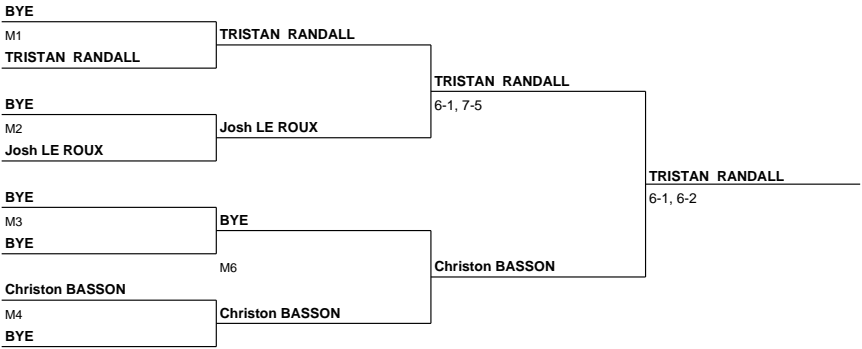 BYE
M1
TRISTAN RANDALL
TRISTAN RANDALL
BYE
M2
Josh LE ROUX
Josh LE ROUX
TRISTAN RANDALL
6-1, 7-5
BYE
M3
BYE
BYE
M6
Christon BASSON
M4
BYE
Christon BASSON
Christon BASSON
TRISTAN RANDALL
6-1, 6-2